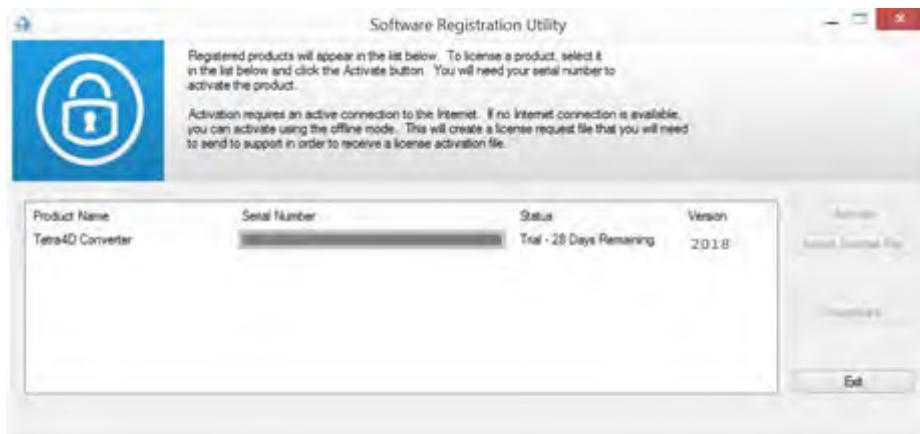 Software Registration Utility
Registered products will appear in the list below. To license a product, select it
in the list below and click the Activate button. You will need your serial number to
activate the product.
Activation requires an active connection to the Internet. If no Internet connection is available,
you can activate using the offline mode. This will create a license request file that you will need
to send to support in order to receive a license activation file.
Product Name Serial Number Status Version
Tetra4D Converter Trial - 28 Days Remaining 2018
Exit